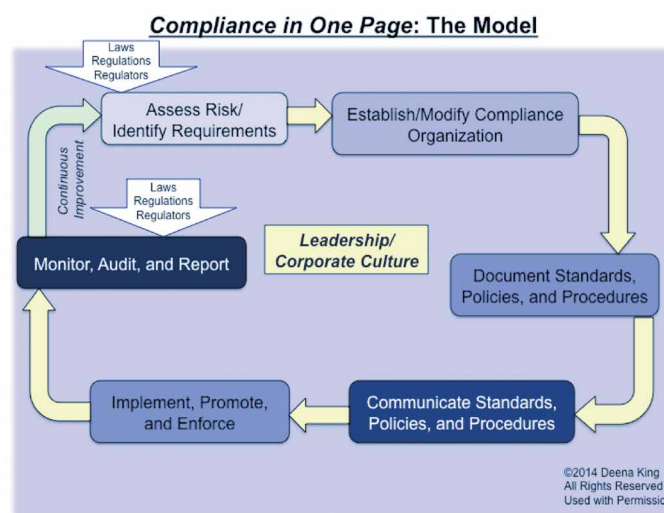 Compliance in One Page: The Model
Laws
Regulations
Regulators
Assess Risk/
Identify Requirements
Establish/Modify Compliance
Organization
Continuous
Improvement
Laws
Regulations
Regulators
Monitor, Audit, and Report
Leadership/
Corporate Culture
Document Standards,
Policies, and Procedures
Implement, Promote,
and Enforce
Communicate Standards,
Policies, and Procedures
©2014 Deena King
All Rights Reserved
Used with Permissio